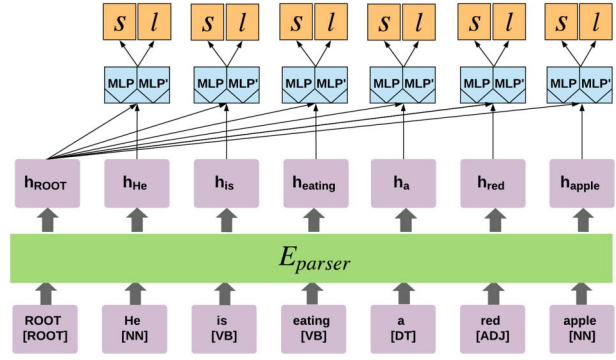 s l s l s l s l s l s l
MLP MLP' MLP MLP' MLP MLP' MLP MLP' MLP MLP' MLP MLP'
hROOT hHe his heating ha hred happle
Eparser
ROOT He is eating a red apple
[ROOT] [NN] [VB] [VB] [DT] [ADJ] [NN]